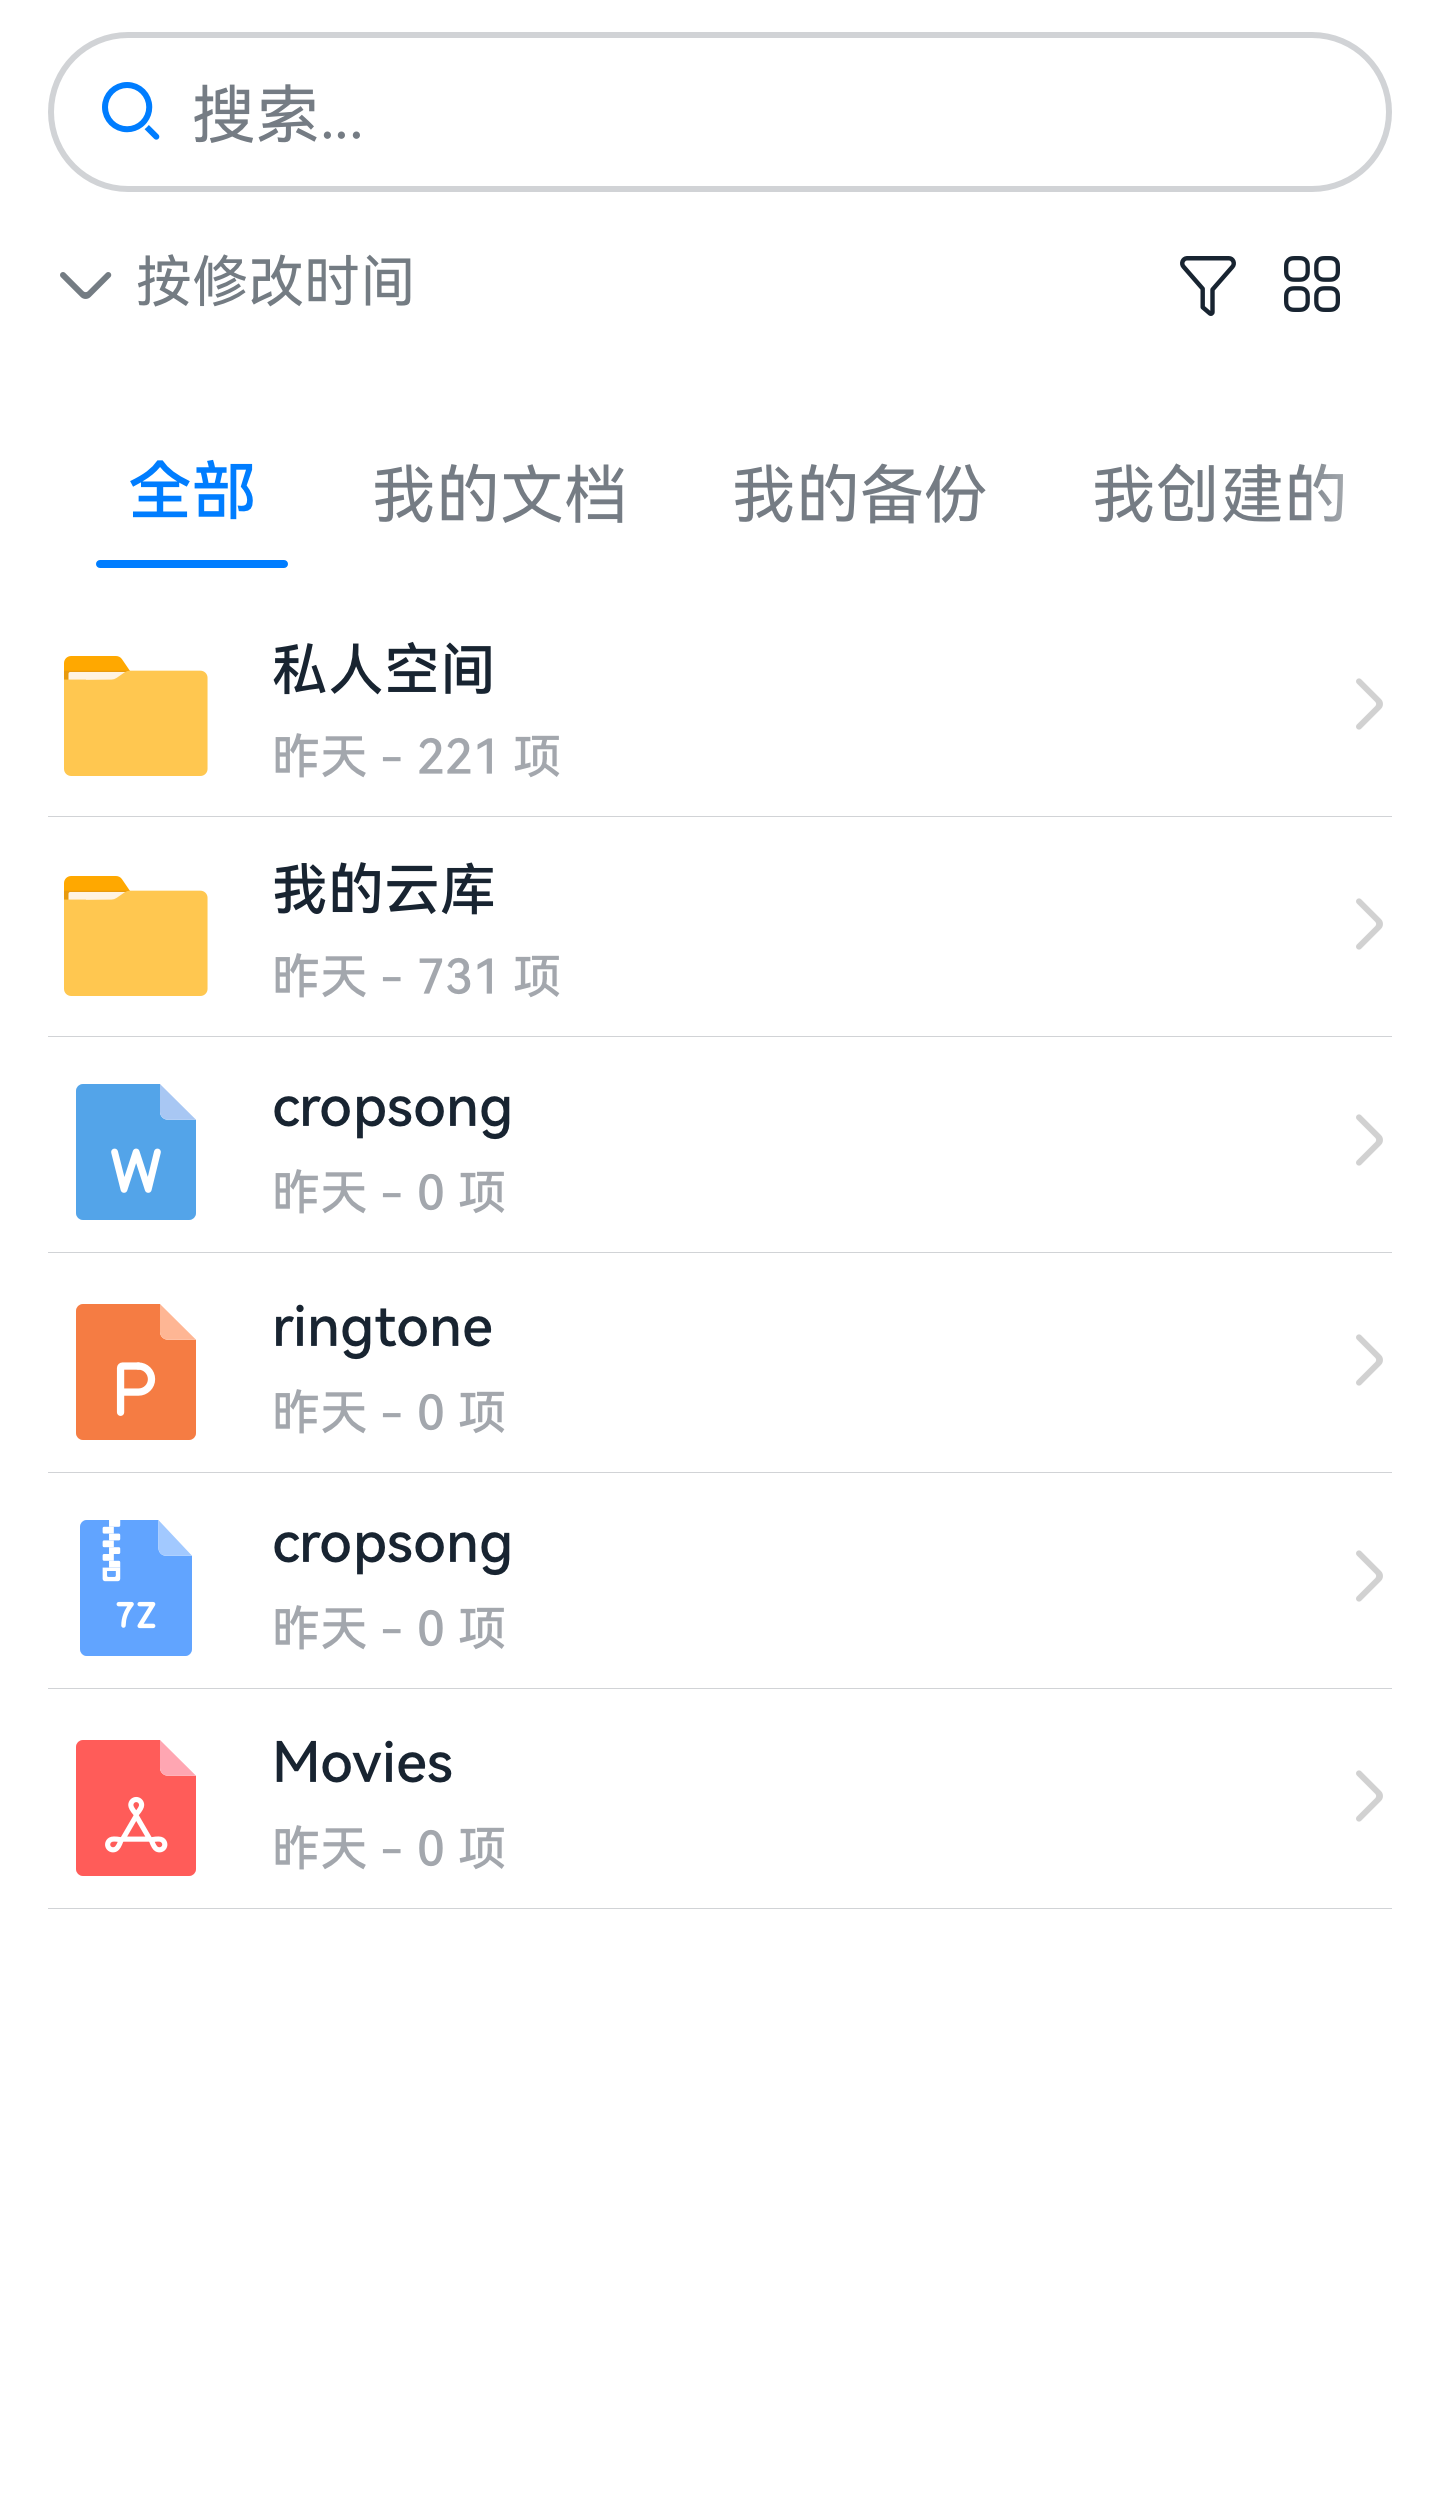 搜索...
按修改时间
全部 我的文档 我的备份 我创建的
私人空间
昨天 - 221 项
我的云库
昨天 - 731 项
W
cropsong
昨天 - 0 项
P
ringtone
昨天 - 0 项
7Z
cropsong
昨天 - 0 项
Movies
昨天 - 0 项